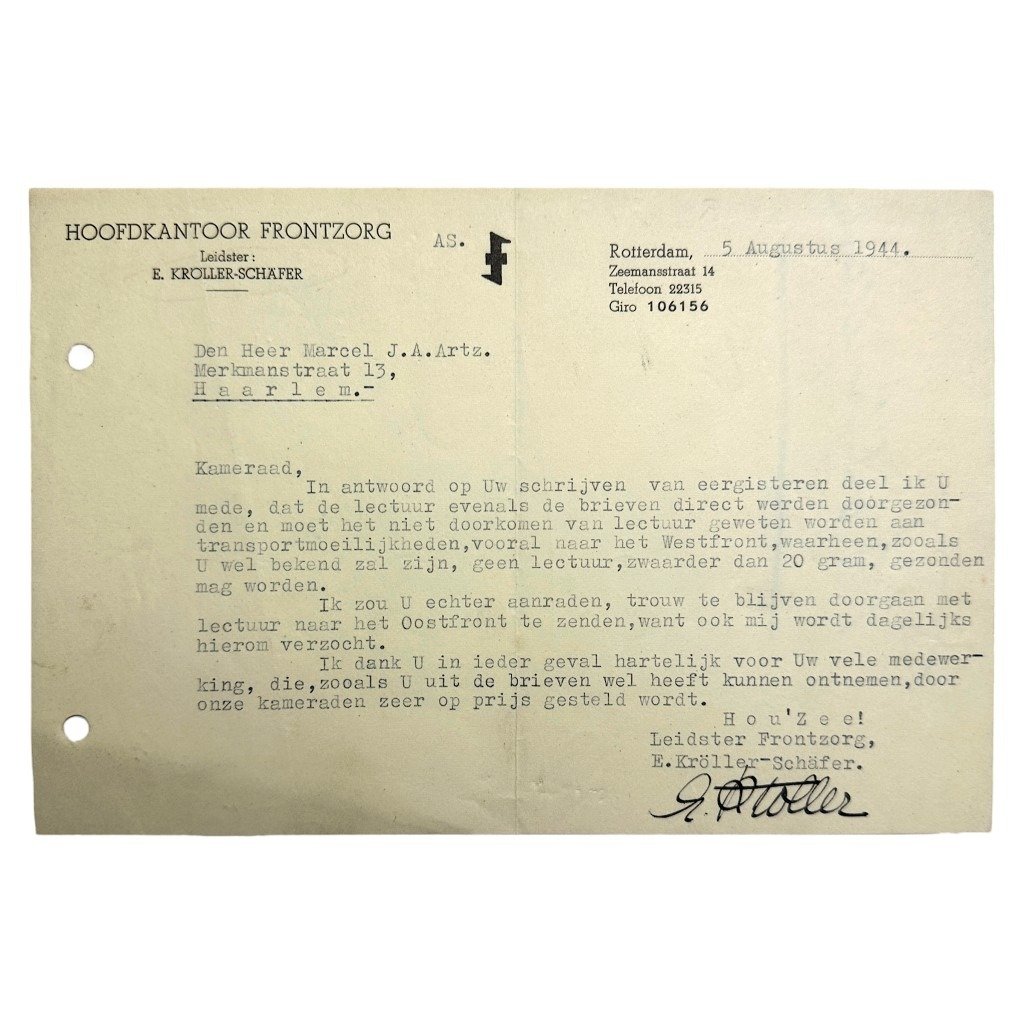 HOOFDKANTOOR FRONTZORG
Leidster:
E. KRÖLLER-SCHÄFER
AS.
Rotterdam, 5 Augustus 1944.
Zeemansstraat 14
Telefoon 22315
Giro 106156
Den Heer Marcel J.A.Artz.
Merkmanstraat 13,
H a a r l e m.-
Kameraad,
In antwoord op Uw schrijven van eergisteren deel ik U
mede, dat de lectuur evenals de brieven direct werden doorgezon-
den en moet het niet doorkomen van lectuur geweten worden aan
transportmoeilijkheden,vooral naar het Westfront,waarheen,zooals
U wel bekend zal zijn, geen lectuur,zwaarder dan 20 gram, gezonden
mag worden.
Ik zou U echter aanraden, trouw te blijven doorgaan met
lectuur naar het Oostfront te zenden,want ook mij wordt dagelijks
hierom verzocht.
Ik dank U in ieder geval hartelijk voor Uw vele medewer-
king, die,zooals U uit de brieven wel heeft kunnen ontnemen,door
onze kameraden zeer op prijs gesteld wordt.
H o u ' Z e e!
Leidster Frontzorg,
E.Kröller-Schäfer.
E. Kröller